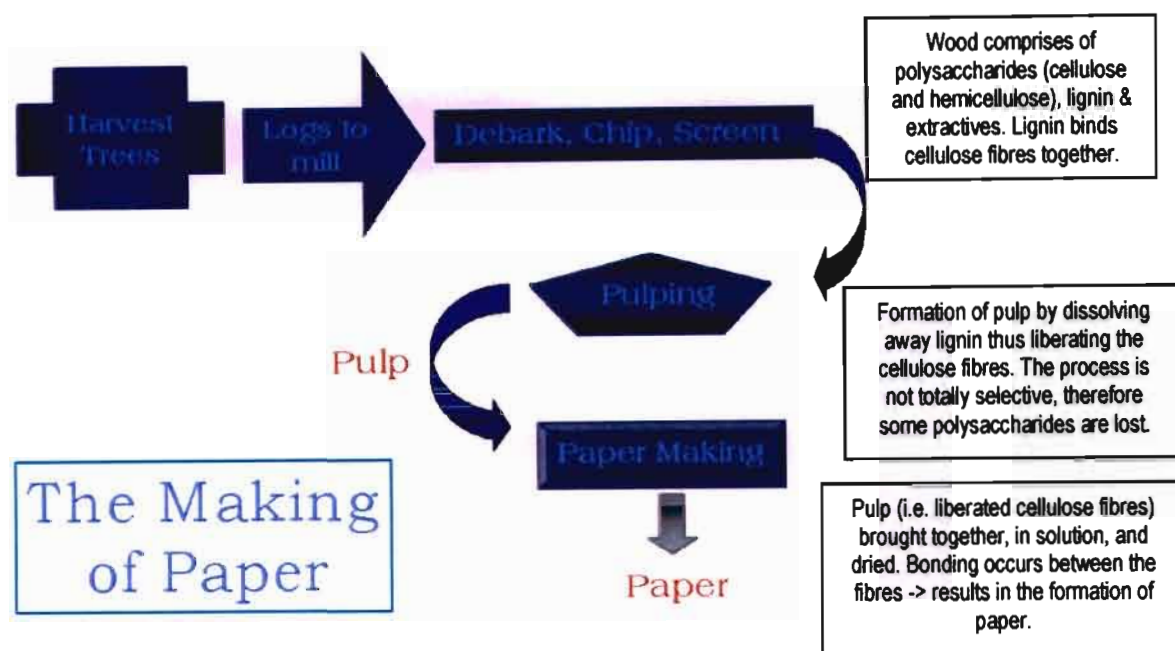 Harvest
Trees
Logs to
mill
Debark, Chip, Screen
Wood comprises of
polysaccharides (cellulose
and hemicellulose), lignin &
extractives. Lignin binds
cellulose fibres together.
Pulping
Pulp
Formation of pulp by dissolving
away lignin thus liberating the
cellulose fibres. The process is
not totally selective, therefore
some polysaccharides are lost.
Paper Making
Paper
The Making
of Paper
Pulp (i.e. liberated cellulose fibres)
brought together, in solution, and
dried. Bonding occurs between the
fibres -> results in the formation of
paper.